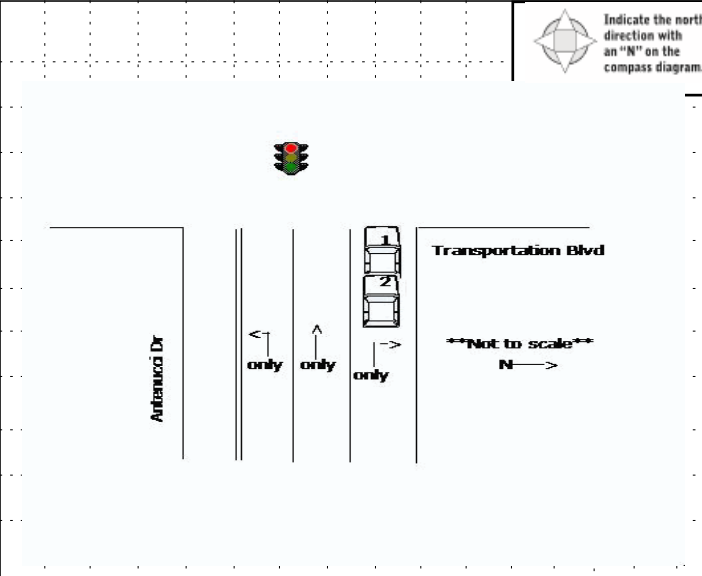 Indicate the north
direction with
an “N” on the
compass diagram.
1
Transportation Blvd
2
**Not to scale**
only
only
only
N-->
Antenucci Dr